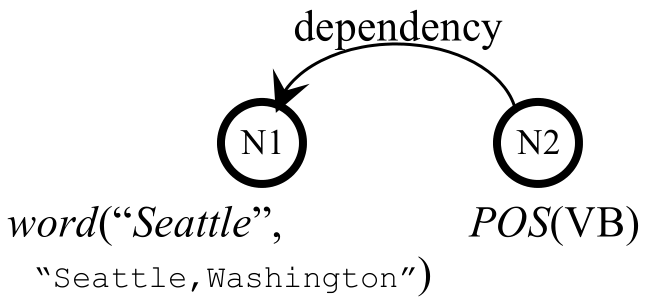 dependency
N1 N2
word(“Seattle”, POS(VB)
“Seattle,Washington”)